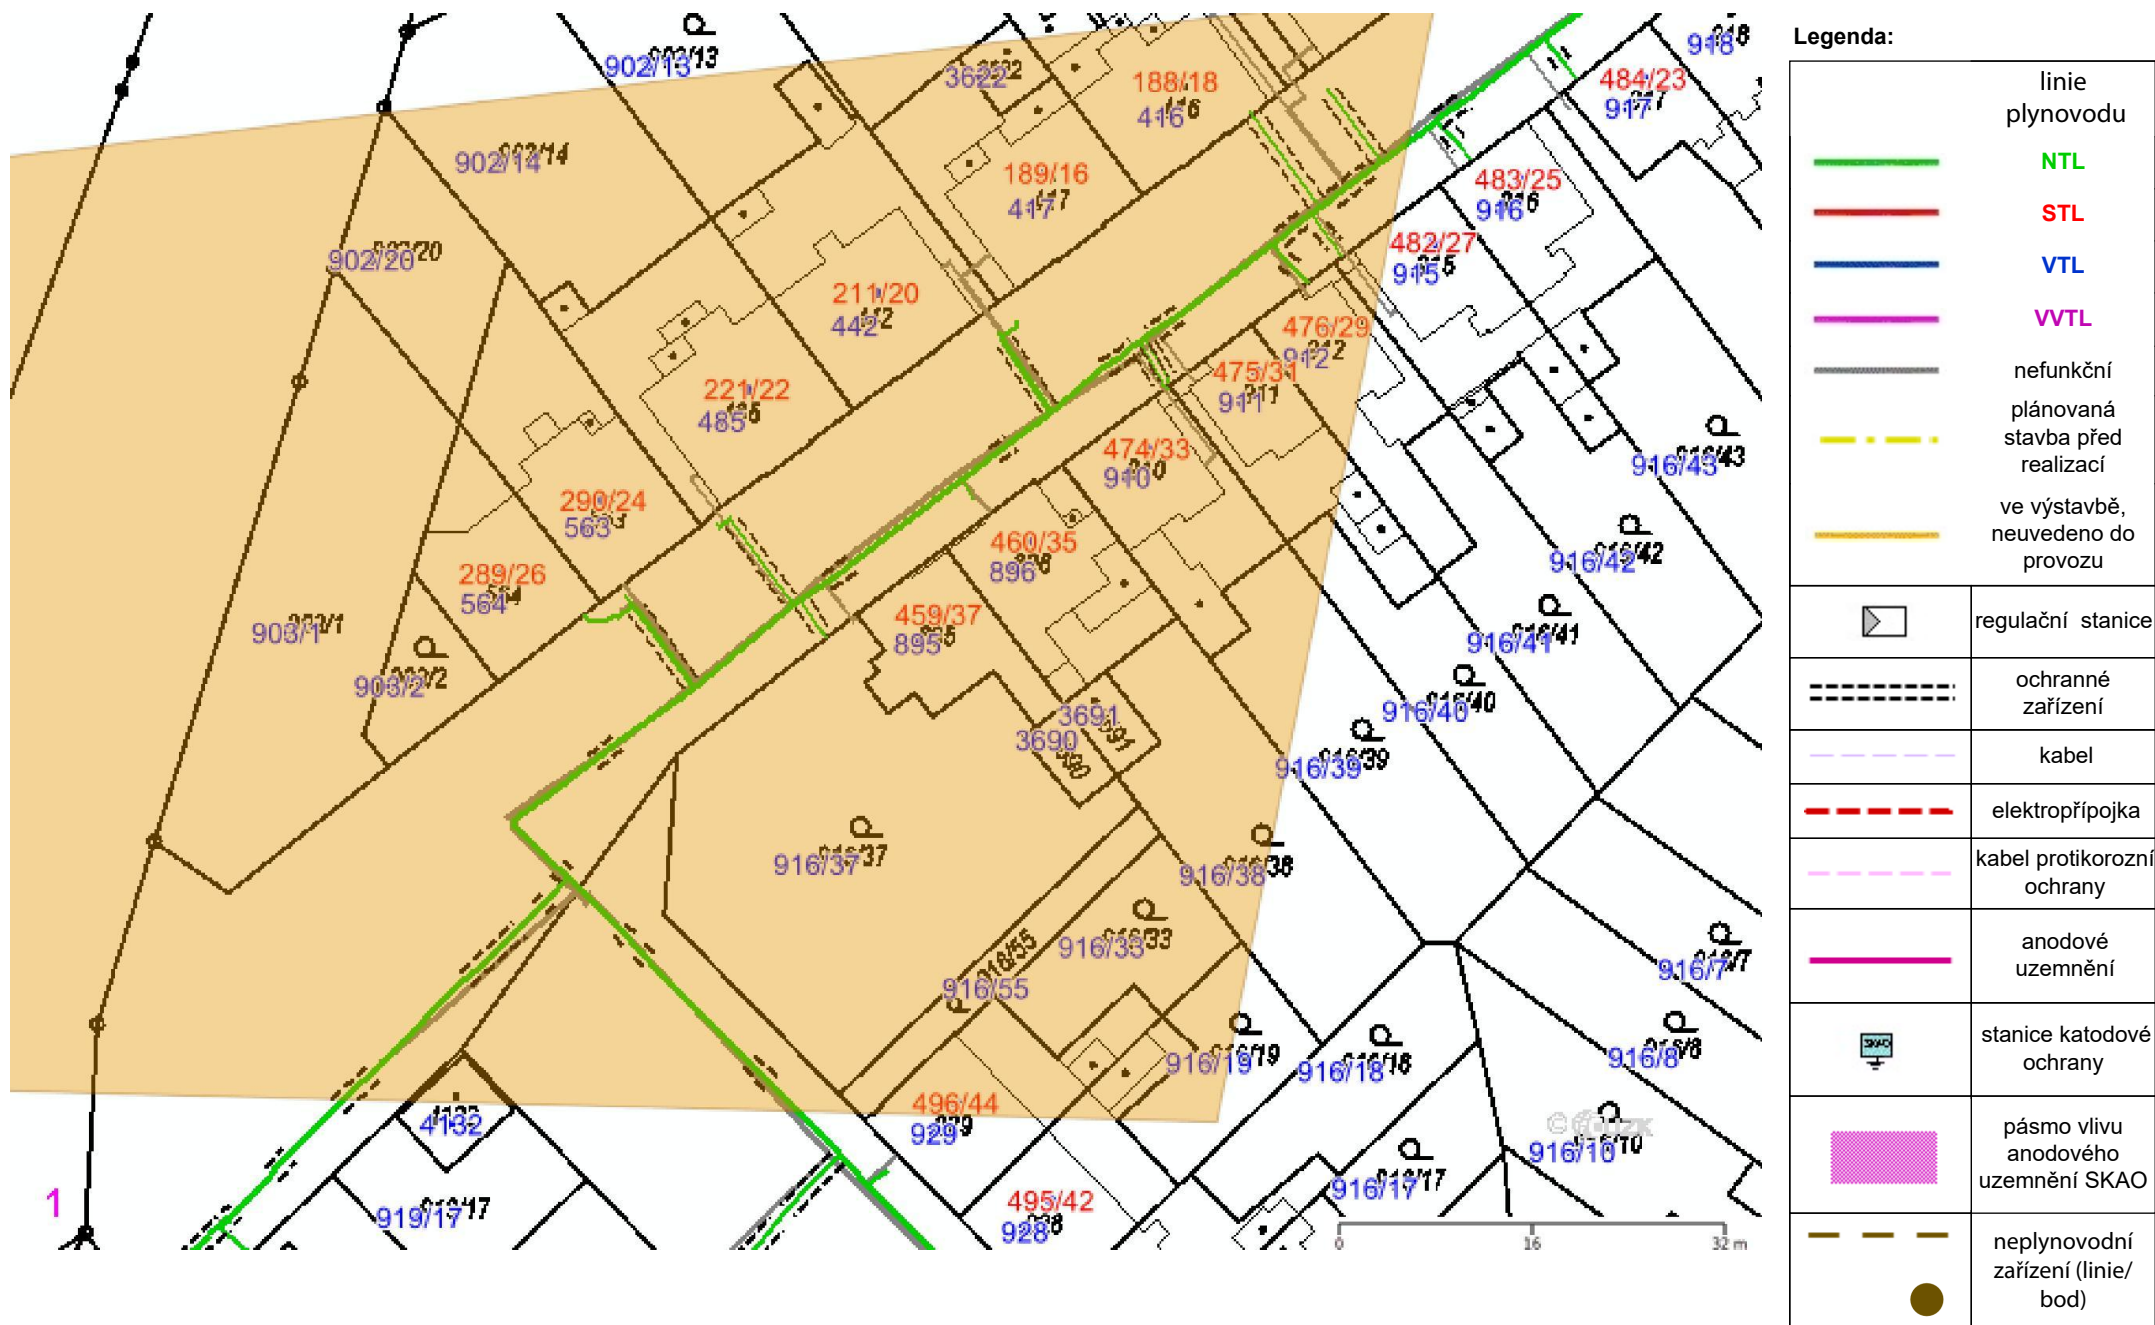 902/13
3622
188/18
416
918
484/23
917
902/14
189/16
417
483/25
916
902/20
482/27
915
211/20
442
476/29
912
221/22
485
475/31
911
474/33
910
916/43
290/24
563
460/35
896
916/42
289/26
564
459/37
895
916/41
903/1
903/2
3691
3690
916/40
916/39
916/37
916/38
916/33
916/55
916/7
916/19
916/18
916/8
496/44
929
4132
916/10
1
919/17
495/42
928
916/17
0 16 32 m
Legenda:
linie
plynovodu
NTL
STL
VTL
VVTL
nefunkční
plánovaná
stavba před
realizací
ve výstavbě,
neuvedeno do
provozu
regulační stanice
ochranné
zařízení
kabel
elektropřípojka
kabel protikorozní
ochrany
anodové
uzemnění
SKAO
stanice katodové
ochrany
pásmo vlivu
anodového
uzemnění SKAO
neplynovodní
zařízení (linie/
bod)